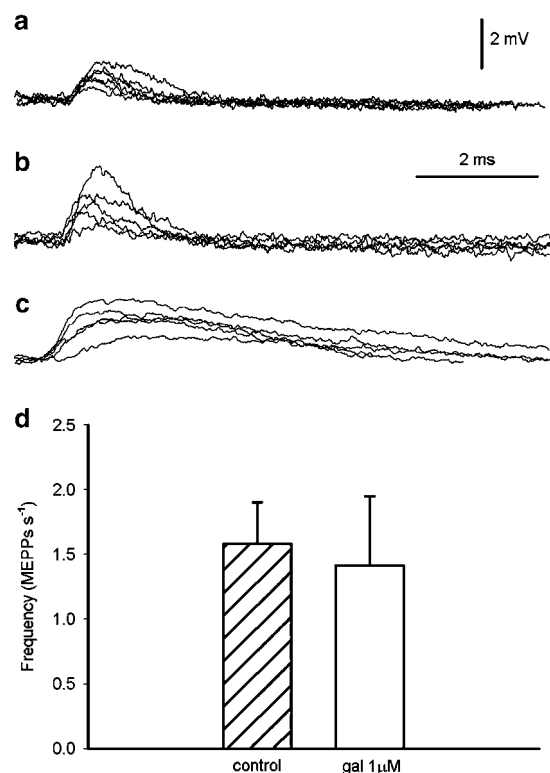 a
2 mV
b
2 ms
c
d
2.5
2.0
1.5
1.0
0.5
0.0
Frequency (MEPPs s⁻¹)
control
gal 1μM